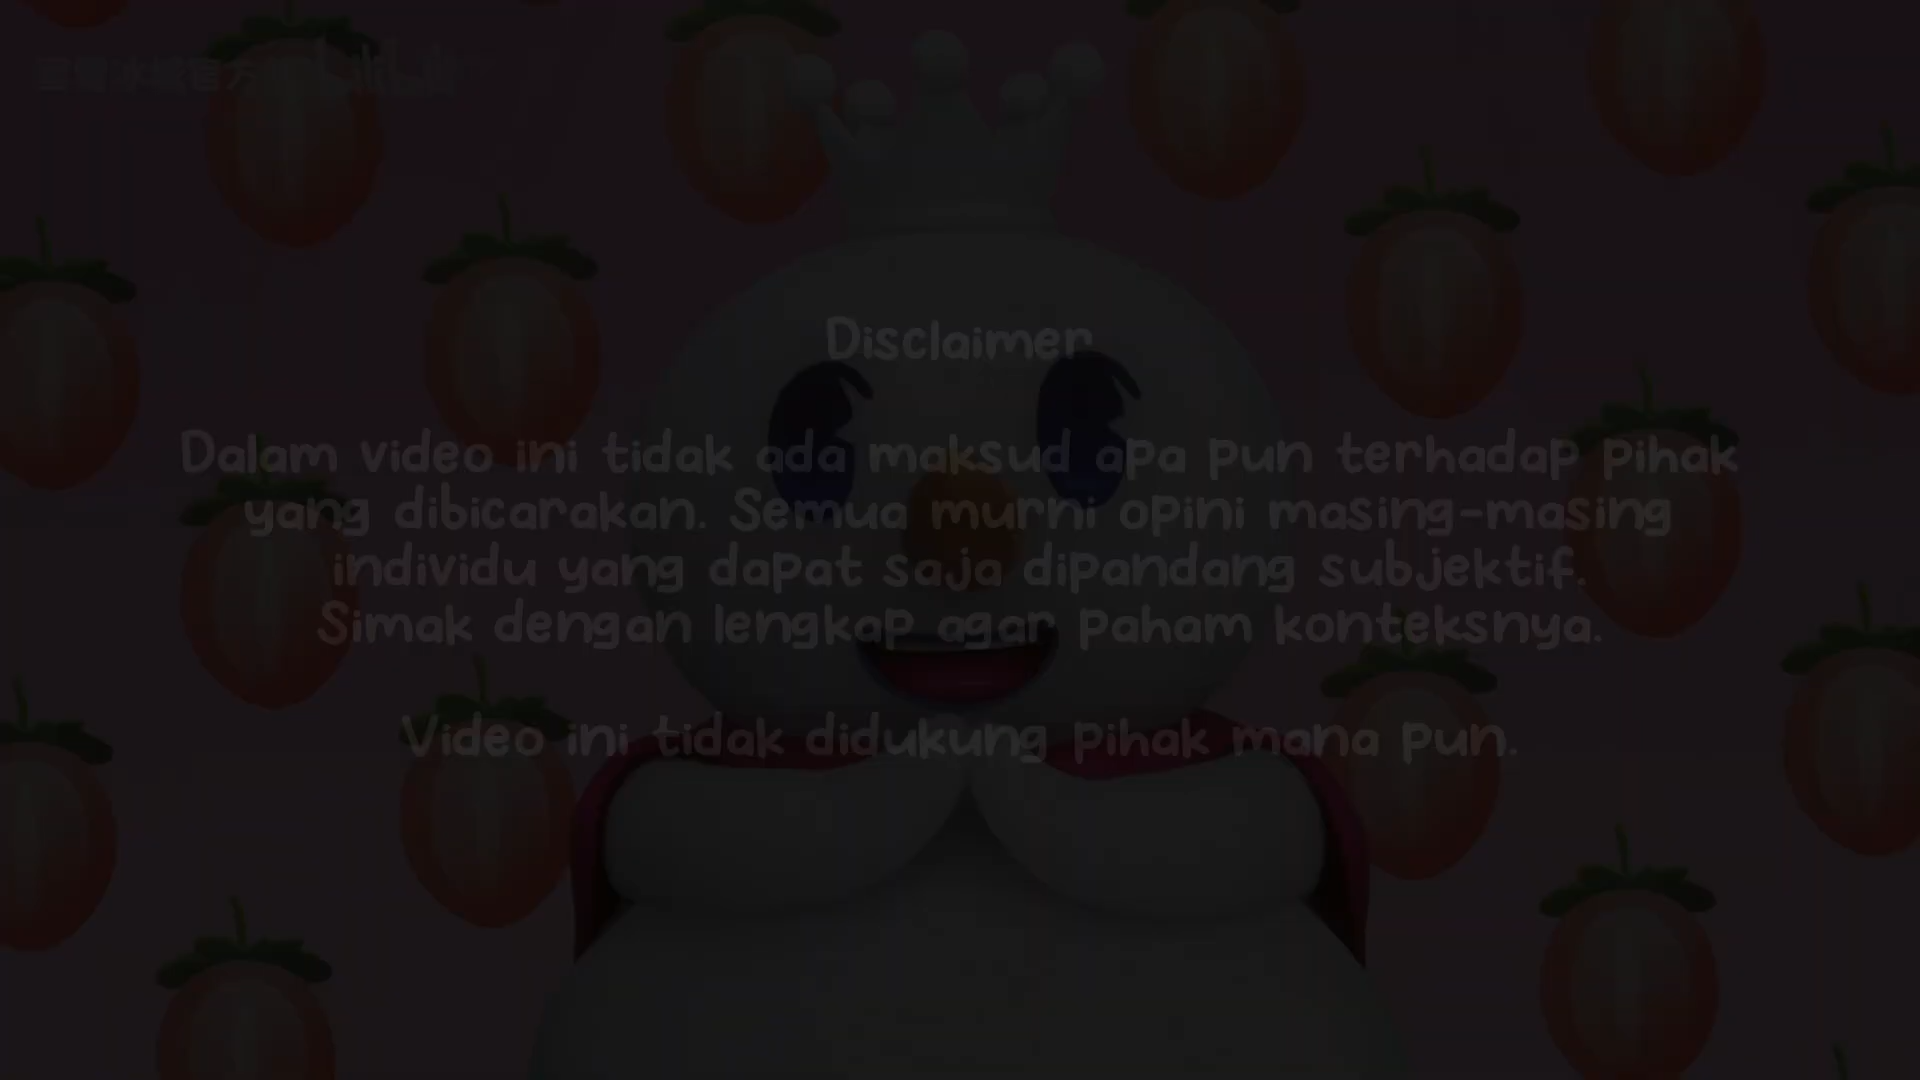 Disclaimer
Dalam video ini tidak ada maksud apa pun terhadap pihak
yang dibicarakan. Semua murni opini masing-masing
individu yang dapat saja dipandang subjektif.
Simak dengan lengkap agar paham konteksnya.
Video ini tidak didukung pihak mana pun.